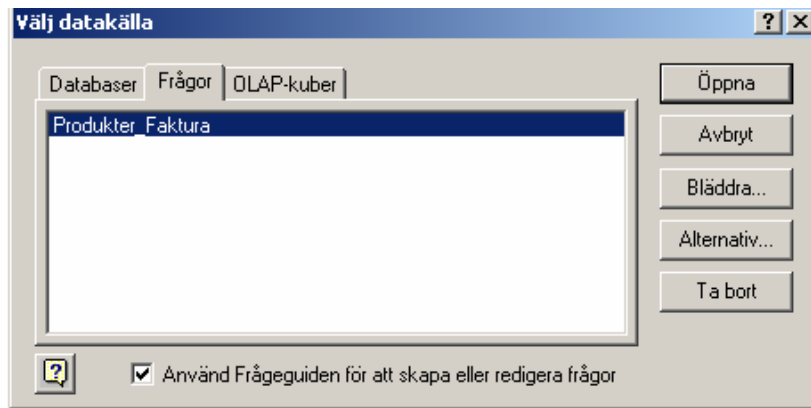 Välj datakälla
Databaser Frågor OLAP-kuber
Produkter_Faktura
Öppna
Avbryt
Bläddra...
Alternativ...
Ta bort
Använd Frågeguiden för att skapa eller redigera frågor